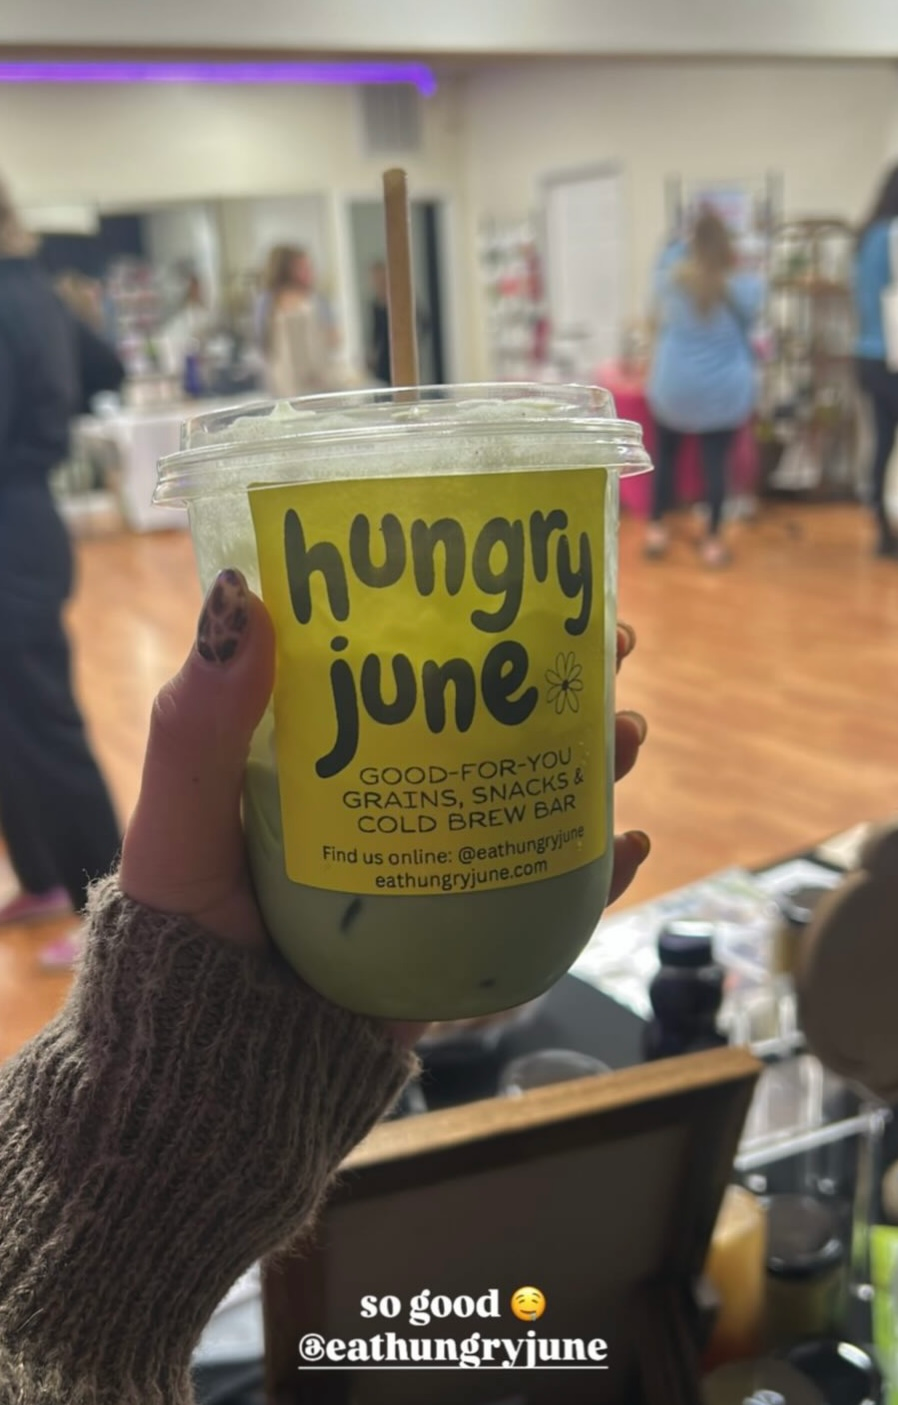 hungry
june
GOOD-FOR-YOU
GRAINS, SNACKS &
COLD BREW BAR
Find us online: @eathungryjune
eathungryjune.com
so good 🤤
@eathungryjune